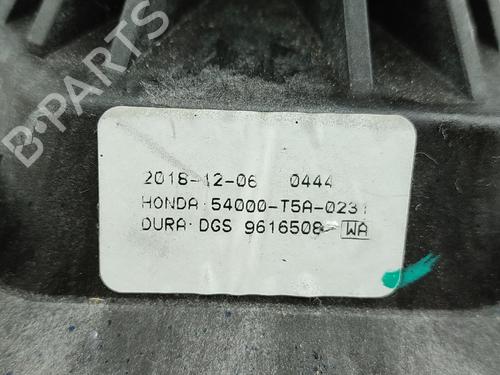 B-PARTS
2018-12-06 0444
HONDA 54000-T5A-0231
DURA· DGS 9616508- WA